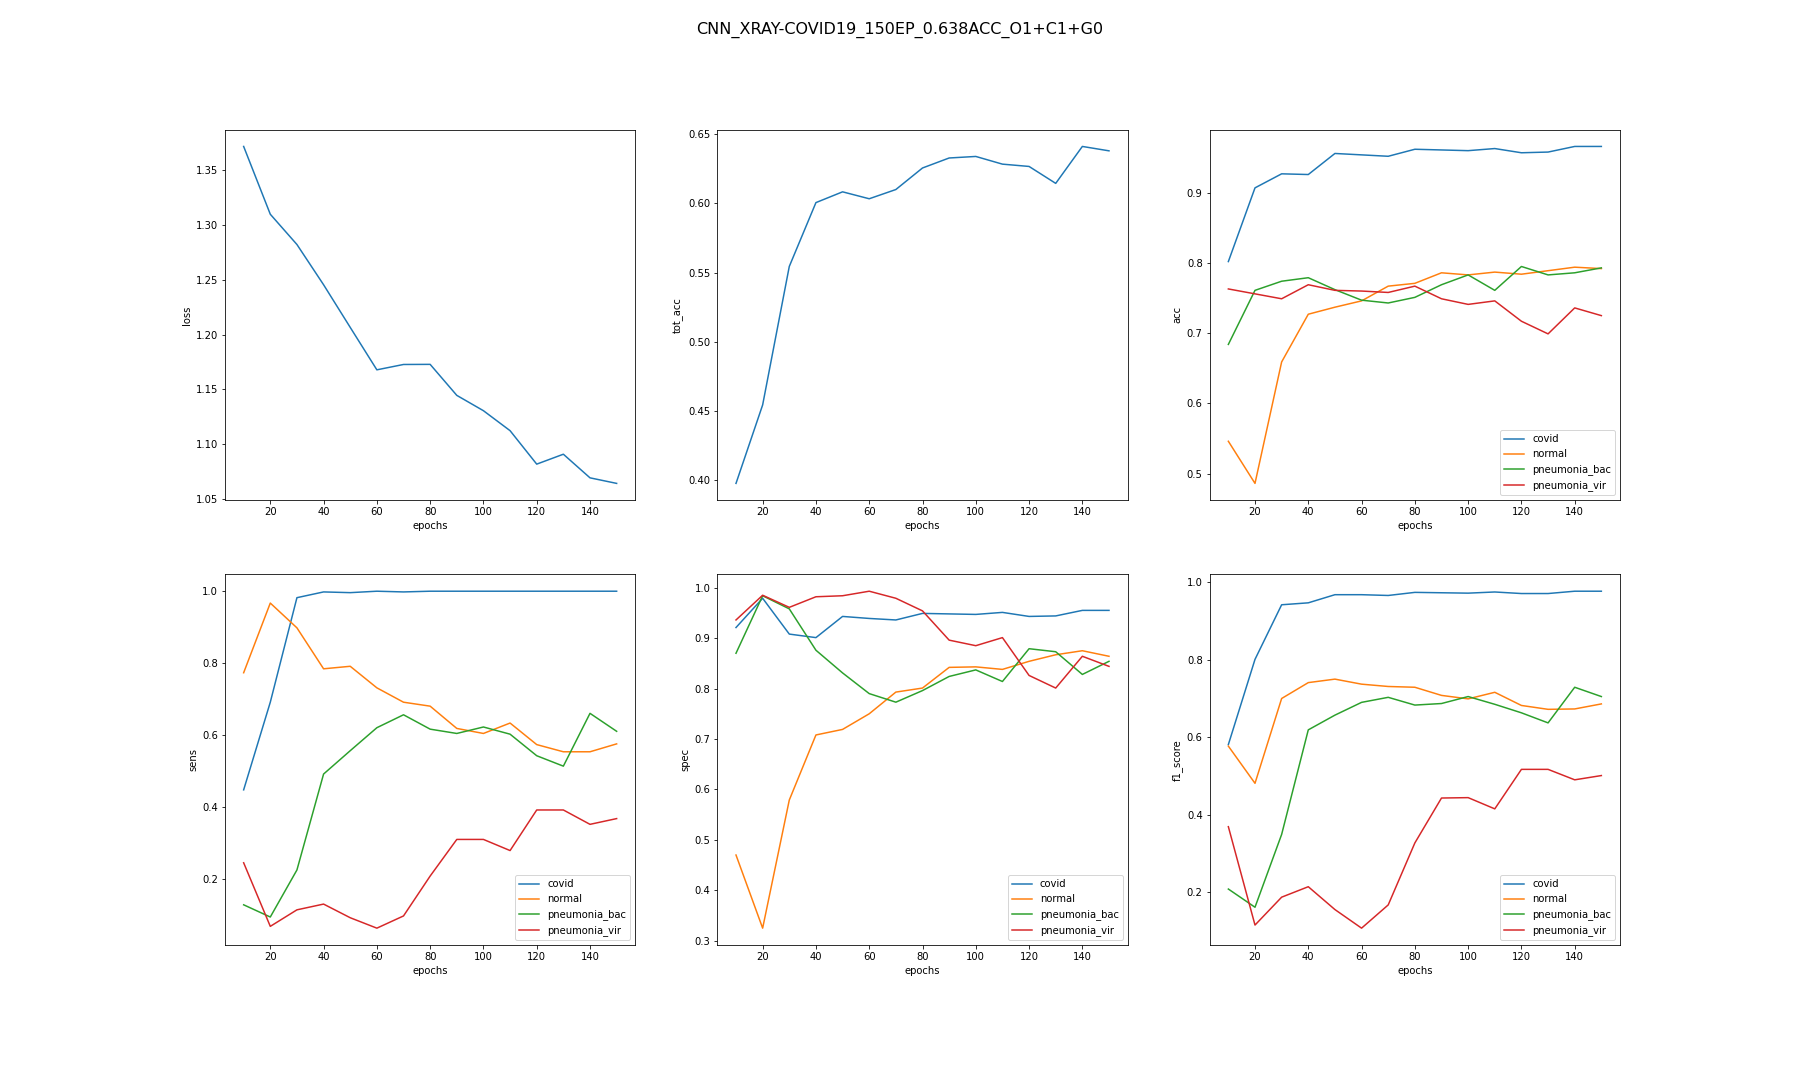 CNN_XRAY-COVID19_150EP_0.638ACC_O1+C1+G0
1.35
1.30
1.25
1.20
1.15
1.10
1.05
loss
20 40 60 80 100 120 140
epochs
0.65
0.60
0.55
0.50
0.45
0.40
tot_acc
20 40 60 80 100 120 140
epochs
0.9
0.8
0.7
0.6
0.5
acc
covid
normal
pneumonia_bac
pneumonia_vir
20 40 60 80 100 120 140
epochs
1.0
0.8
0.6
0.4
0.2
sens
covid
normal
pneumonia_bac
pneumonia_vir
20 40 60 80 100 120 140
epochs
1.0
0.9
0.8
0.7
0.6
0.5
0.4
0.3
spec
covid
normal
pneumonia_bac
pneumonia_vir
20 40 60 80 100 120 140
epochs
1.0
0.8
0.6
0.4
0.2
f1_score
covid
normal
pneumonia_bac
pneumonia_vir
20 40 60 80 100 120 140
epochs